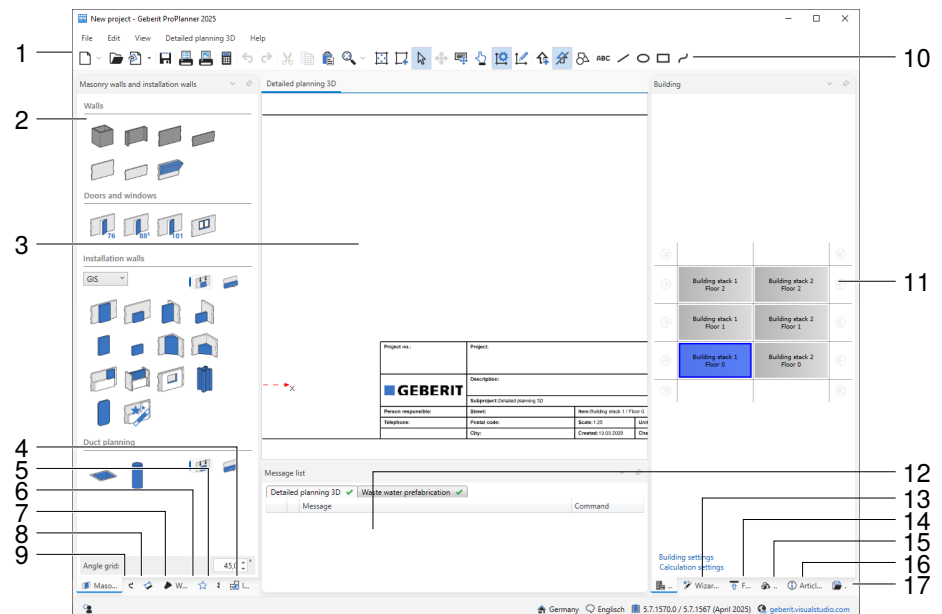 New project - Geberit ProPlanner 2025
File Edit View Detailed planning 3D Help
1
ABC
10
Masonry walls and installation walls
Detailed planning 3D
Building
Walls
2
Doors and windows
76 88⁵ 101
3
Installation walls
GIS
11
Building stack 1
Floor 2
Building stack 2
Floor 2
Building stack 1
Floor 1
Building stack 2
Floor 1
Building stack 1
Floor 0
Building stack 2
Floor 0
Project no.: Project:
GEBERIT
Description:
Subproject:Detailed planning 3D
Person responsible: Street: Item:Building stack 1 / Floor 0
Telephone: Postal code: Scale:1:25 Unit
City: Created:13.03.2025 Cha
X
Duct planning
4
5
6
7
8
9
Message list
Detailed planning 3D Waste water prefabrication
Message Command
12
13
14
15
16
17
Building settings
Calculation settings
Angle grid: 45,0 °
Maso... W... I...
.. Wizar... F... .. Articl...
Germany Englisch 5.7.1570.0 / 5.7.1567 (April 2025) geberit.visualstudio.com